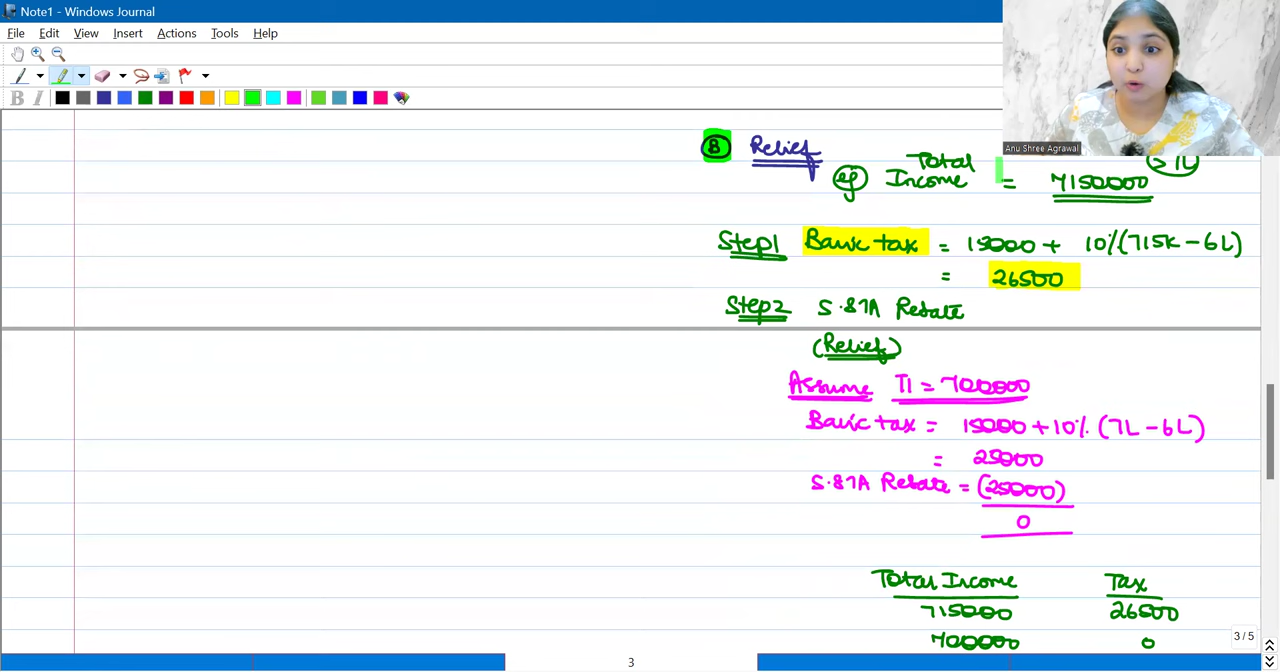 Note1 - Windows Journal
File Edit View Insert Actions Tools Help
B I
Anu Shree Agrawal
B Relief
eg Total Income = 7150000 > 7L
Step1 Basic tax = 15000 + 10% (715K - 6L)
= 26500
Step2 S.87A Rebate
(Relief)
Assume TI = 700000
Basic tax = 15000 + 10% (7L - 6L)
= 25000
S.87A Rebate = (25000)
0
Total Income Tax
715000 26500
700000 0
3/5
3